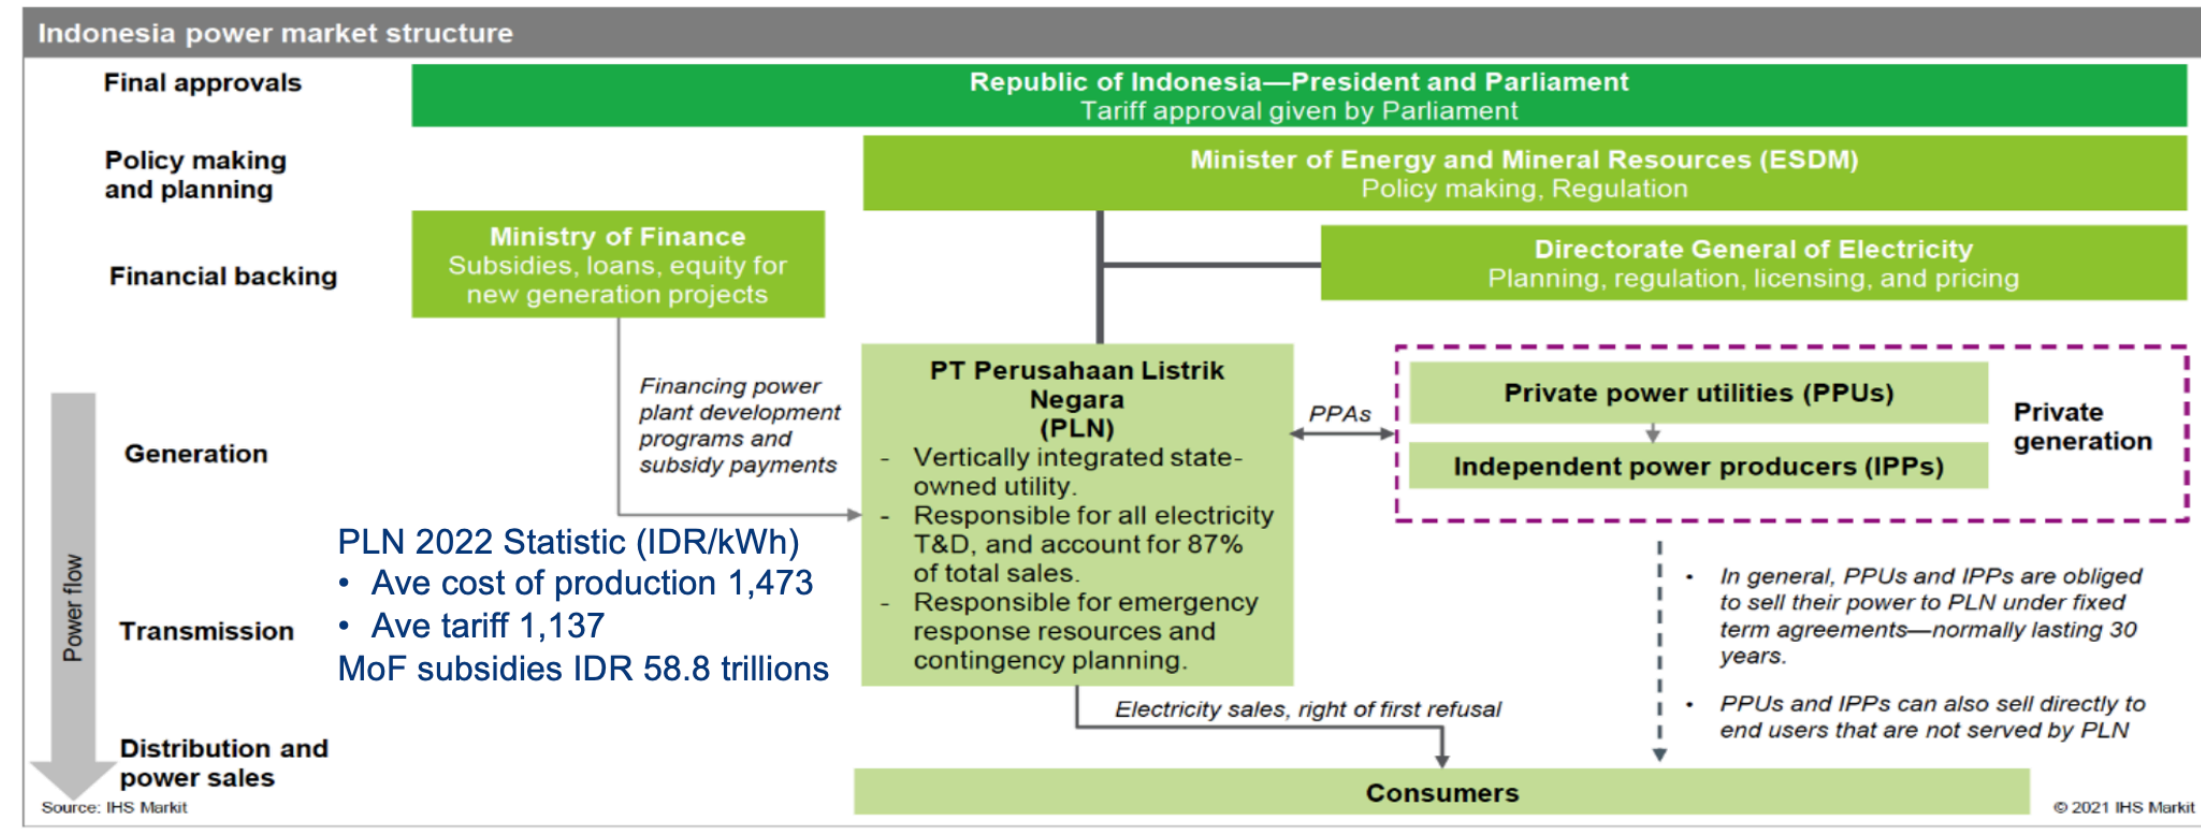 Indonesia power market structure
Final approvals
Republic of Indonesia—President and Parliament
Tariff approval given by Parliament
Policy making
and planning
Minister of Energy and Mineral Resources (ESDM)
Policy making, Regulation
Financial backing
Ministry of Finance
Subsidies, loans, equity for
new generation projects
Directorate General of Electricity
Planning, regulation, licensing, and pricing
Financing power
plant development
programs and
subsidy payments
PT Perusahaan Listrik
Negara
(PLN)
- Vertically integrated state-
owned utility.
- Responsible for all electricity
T&D, and account for 87%
of total sales.
- Responsible for emergency
response resources and
contingency planning.
PPAs
Private power utilities (PPUs)
Independent power producers (IPPs)
Private
generation
Power flow
Generation
Transmission
Distribution and
power sales
PLN 2022 Statistic (IDR/kWh)
• Ave cost of production 1,473
• Ave tariff 1,137
MoF subsidies IDR 58.8 trillions
• In general, PPUs and IPPs are obliged
to sell their power to PLN under fixed
term agreements—normally lasting 30
years.
• PPUs and IPPs can also sell directly to
end users that are not served by PLN
Electricity sales, right of first refusal
Consumers
Source: IHS Markit
© 2021 IHS Markit